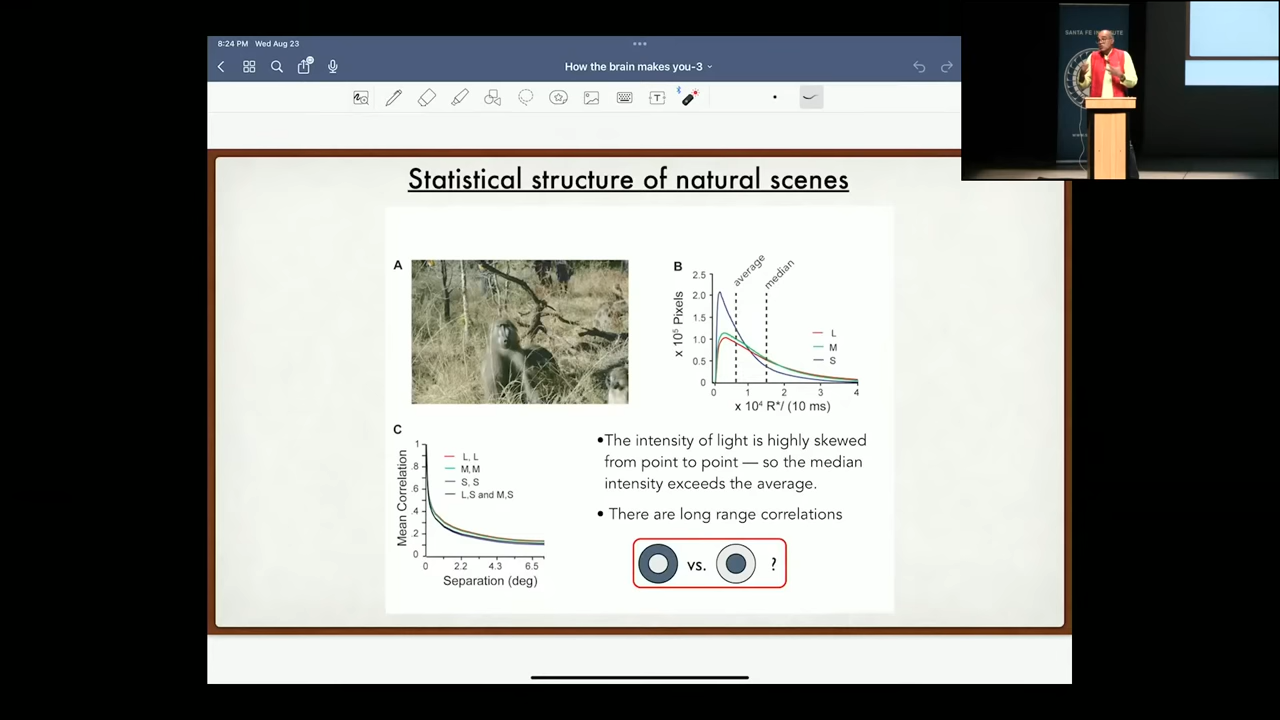 8:24 PM Wed Aug 23
How the brain makes you-3
SANTA FE INSTITUTE
Statistical structure of natural scenes
A
B
average
median
2.5
2.0
1.5
1.0
0.5
0
x 10⁵ Pixels
L
M
S
0 1 2 3 4
x 10⁴ R*/ (10 ms)
C
1
.8
.6
.4
.2
0
Mean Correlation
L, L
M, M
S, S
L,S and M,S
0 2.2 4.3 6.5
Separation (deg)
•The intensity of light is highly skewed
from point to point — so the median
intensity exceeds the average.
• There are long range correlations
vs. ?